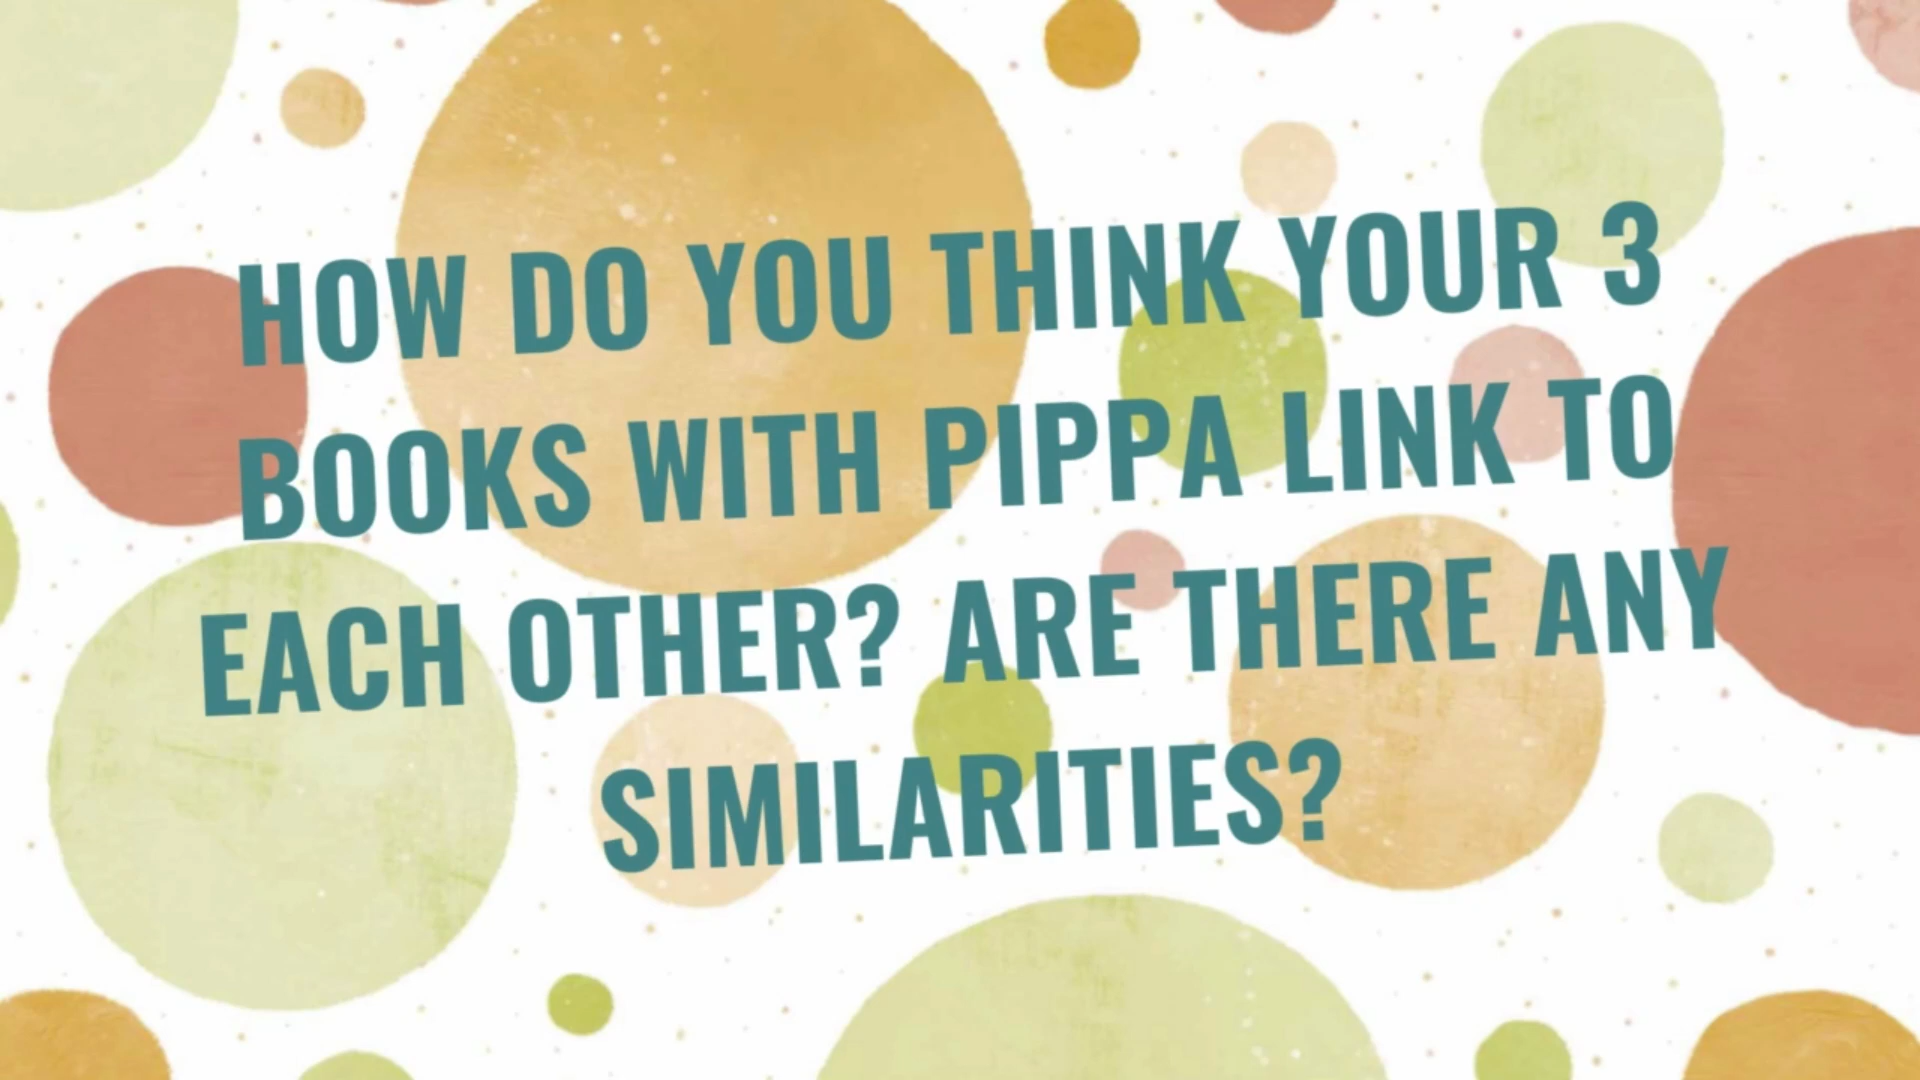 HOW DO YOU THINK YOUR 3
BOOKS WITH PIPPA LINK TO
EACH OTHER? ARE THERE ANY
SIMILARITIES?